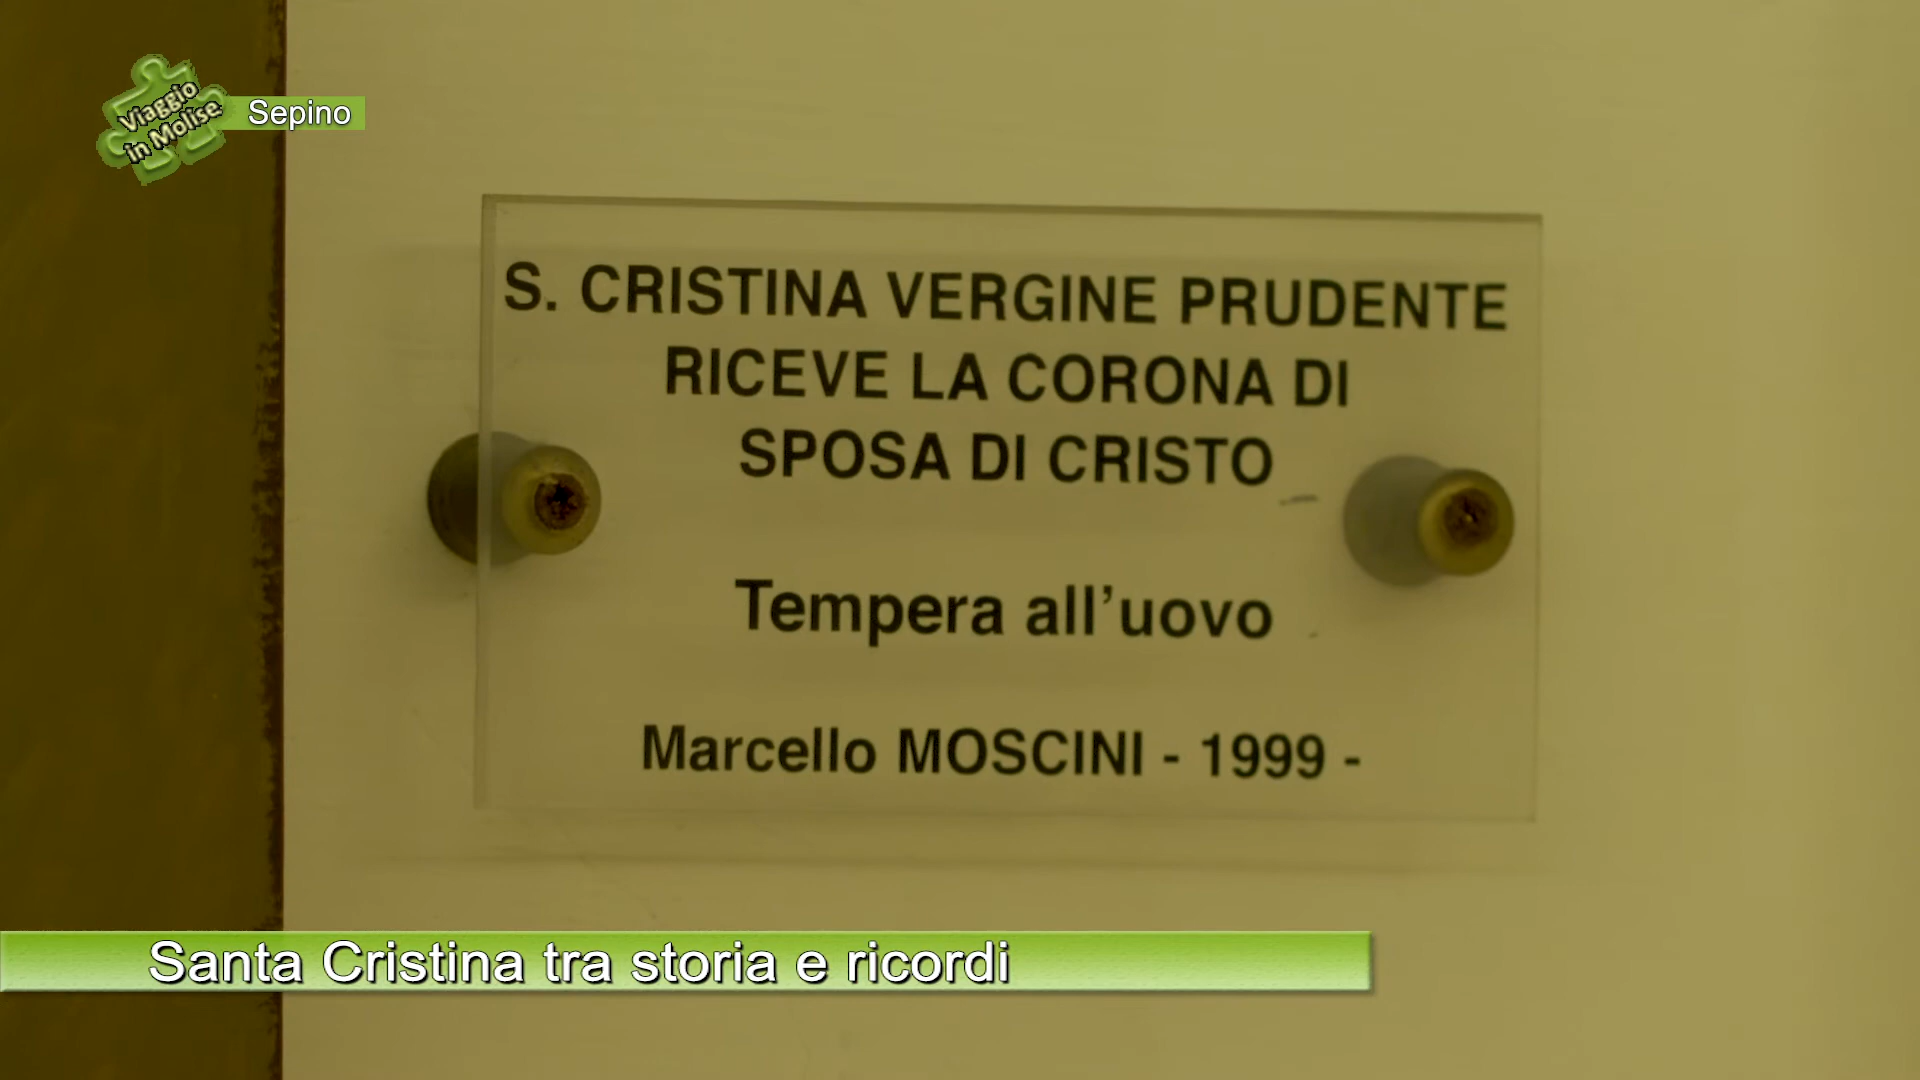 Viaggio
in Molise
Sepino
S. CRISTINA VERGINE PRUDENTE
RICEVE LA CORONA DI
SPOSA DI CRISTO
Tempera all'uovo
Marcello MOSCINI - 1999 -
Santa Cristina tra storia e ricordi